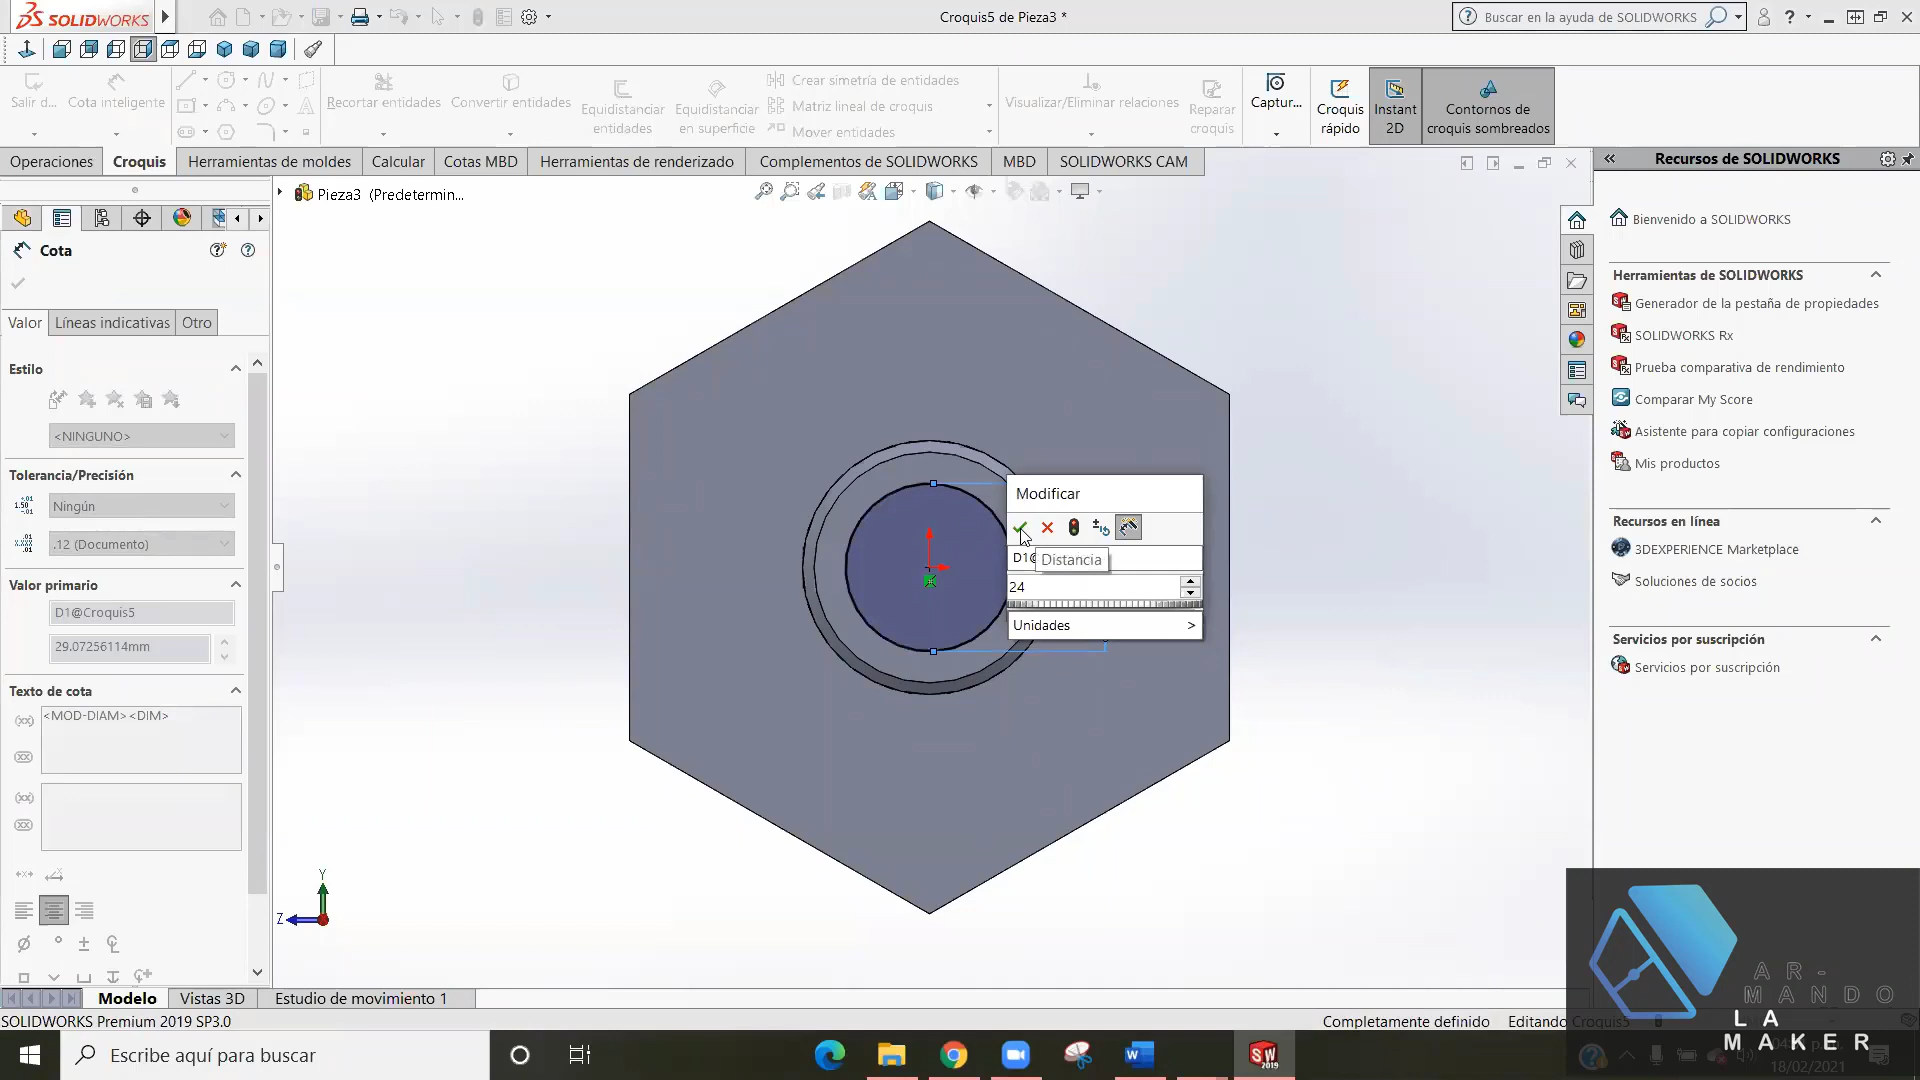 SOLIDWORKS
Croquis5 de Pieza3 *
Buscar en la ayuda de SOLIDWORKS
Salir d...
Cota inteligente
Recortar entidades
Convertir entidades
Equidistanciar
entidades
Equidistanciar
en superficie
Crear simetría de entidades
Matriz lineal de croquis
Mover entidades
Visualizar/Eliminar relaciones
Reparar
croquis
Captur...
Croquis
rápido
Instant
2D
Contornos de
croquis sombreados
Operaciones
Croquis
Herramientas de moldes
Calcular
Cotas MBD
Herramientas de renderizado
Complementos de SOLIDWORKS
MBD
SOLIDWORKS CAM
Pieza3 (Predetermin...
Cota
Valor
Líneas indicativas
Otro
Estilo
<NINGUNO>
Tolerancia/Precisión
Ningún
.12 (Documento)
Valor primario
D1@Croquis5
29.07256114mm
Texto de cota
<MOD-DIAM><DIM>
Modificar
D1@
Distancia
24
Unidades >
Y
Z
Recursos de SOLIDWORKS
Bienvenido a SOLIDWORKS
Herramientas de SOLIDWORKS
Generador de la pestaña de propiedades
SOLIDWORKS Rx
Prueba comparativa de rendimiento
Comparar My Score
Asistente para copiar configuraciones
Mis productos
Recursos en línea
3DEXPERIENCE Marketplace
Soluciones de socios
Servicios por suscripción
Servicios por suscripción
Modelo
Vistas 3D
Estudio de movimiento 1
SOLIDWORKS Premium 2019 SP3.0
Completamente definido
Editando Croquis5
AR-
MANDO
LA
MAKER
Escribe aquí para buscar
18/02/2021